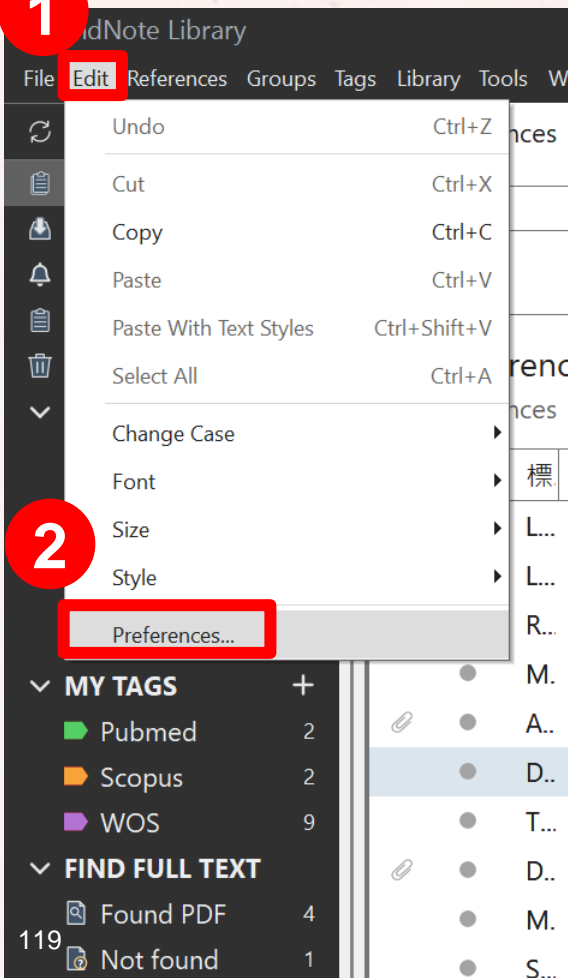 1
dNote Library
File Edit References Groups Tags Library Tools W
Undo Ctrl+Z
nces
Cut Ctrl+X
Copy Ctrl+C
Paste Ctrl+V
Paste With Text Styles Ctrl+Shift+V
Select All Ctrl+A
renc
nces
Change Case
標.
Font
2
Size
L...
Style
L...
Preferences...
R...
MY TAGS +
M.
Pubmed 2
A..
Scopus 2
D..
WOS 9
T...
FIND FULL TEXT
D..
Found PDF 4
M.
119
Not found 1
S...